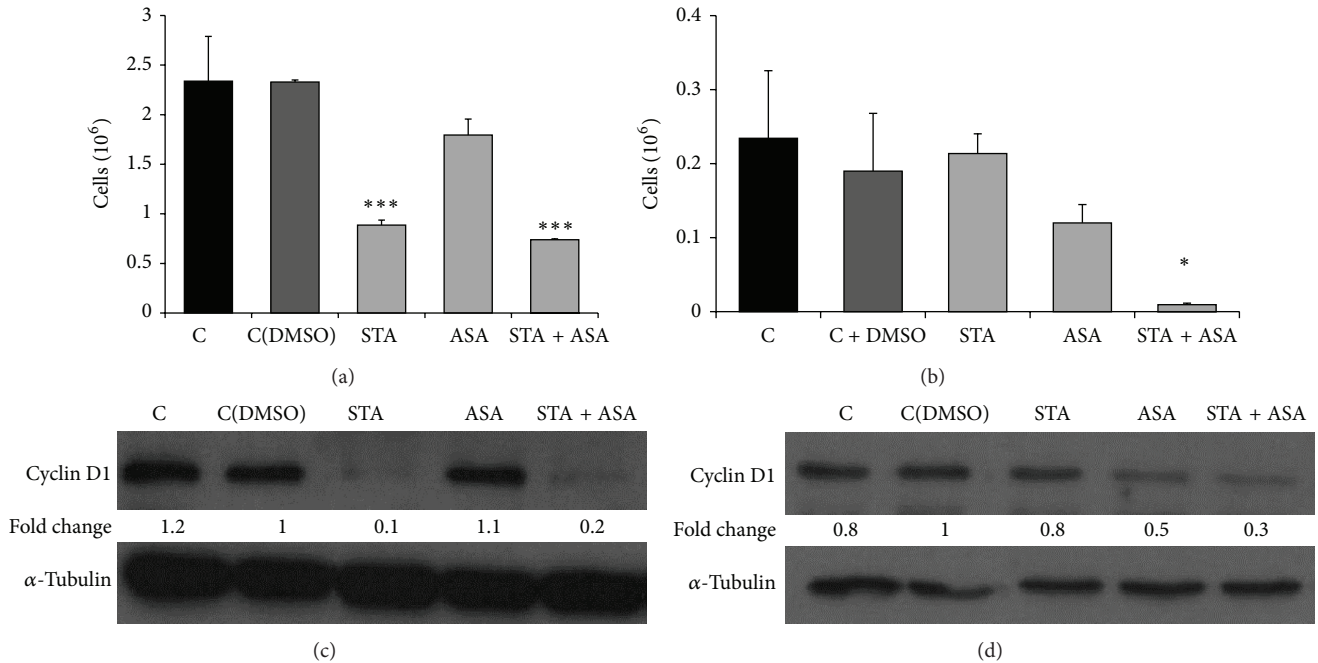 3
2.5
2
1.5
1
0.5
0
Cells (10⁶)
***
***
C C(DMSO) STA ASA STA + ASA
(a)
0.4
0.3
0.2
0.1
0
Cells (10⁶)
*
C C + DMSO STA ASA STA + ASA
(b)
C C(DMSO) STA ASA STA + ASA
Cyclin D1
Fold change 1.2 1 0.1 1.1 0.2
α-Tubulin
(c)
C C(DMSO) STA ASA STA + ASA
Cyclin D1
Fold change 0.8 1 0.8 0.5 0.3
α-Tubulin
(d)